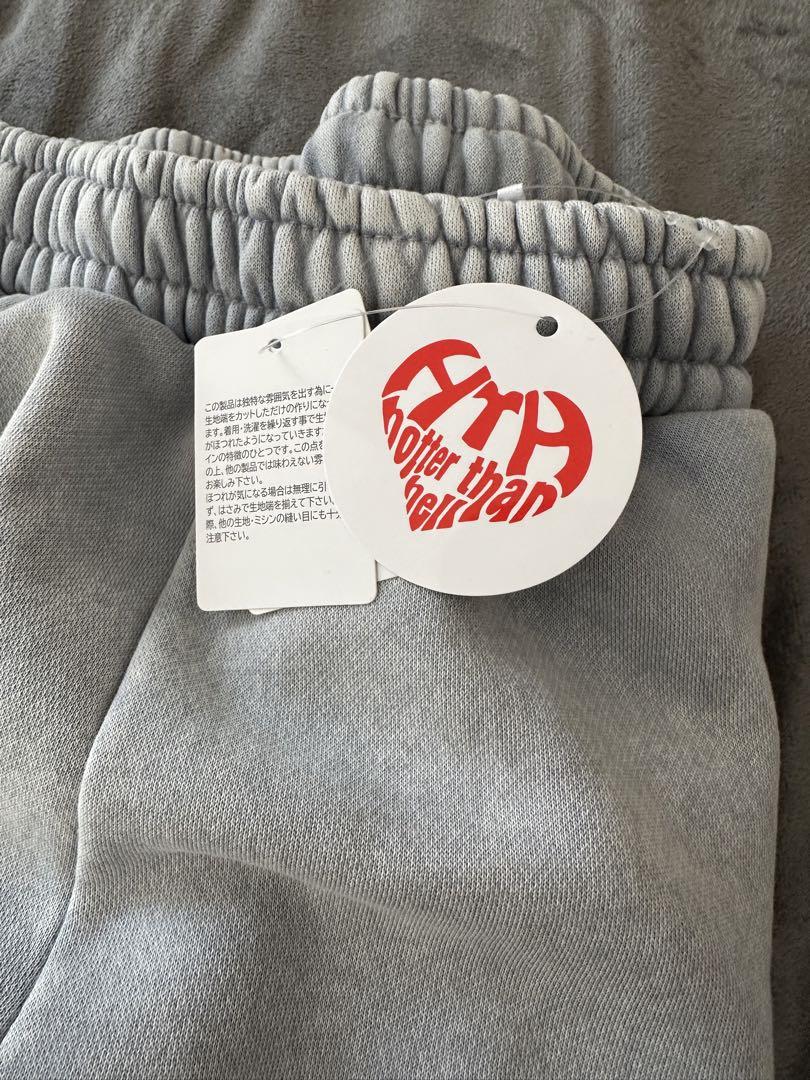 この製品は独特な雰囲気を出す為に
生地端をカットしただけの作りにな
ます。着用・洗濯を繰り返す事で生
がほつれたようになっていきます
インの特徴のひとつです。この点を
の上、他の製品では味わえない雰
お楽しみ下さい。
ほつれが気になる場合は無理に引
ず、はさみで生地端を揃えて下さい。
際、他の生地・ミシンの縫い目にも十分
注意下さい。
HTH
hotter than
hell